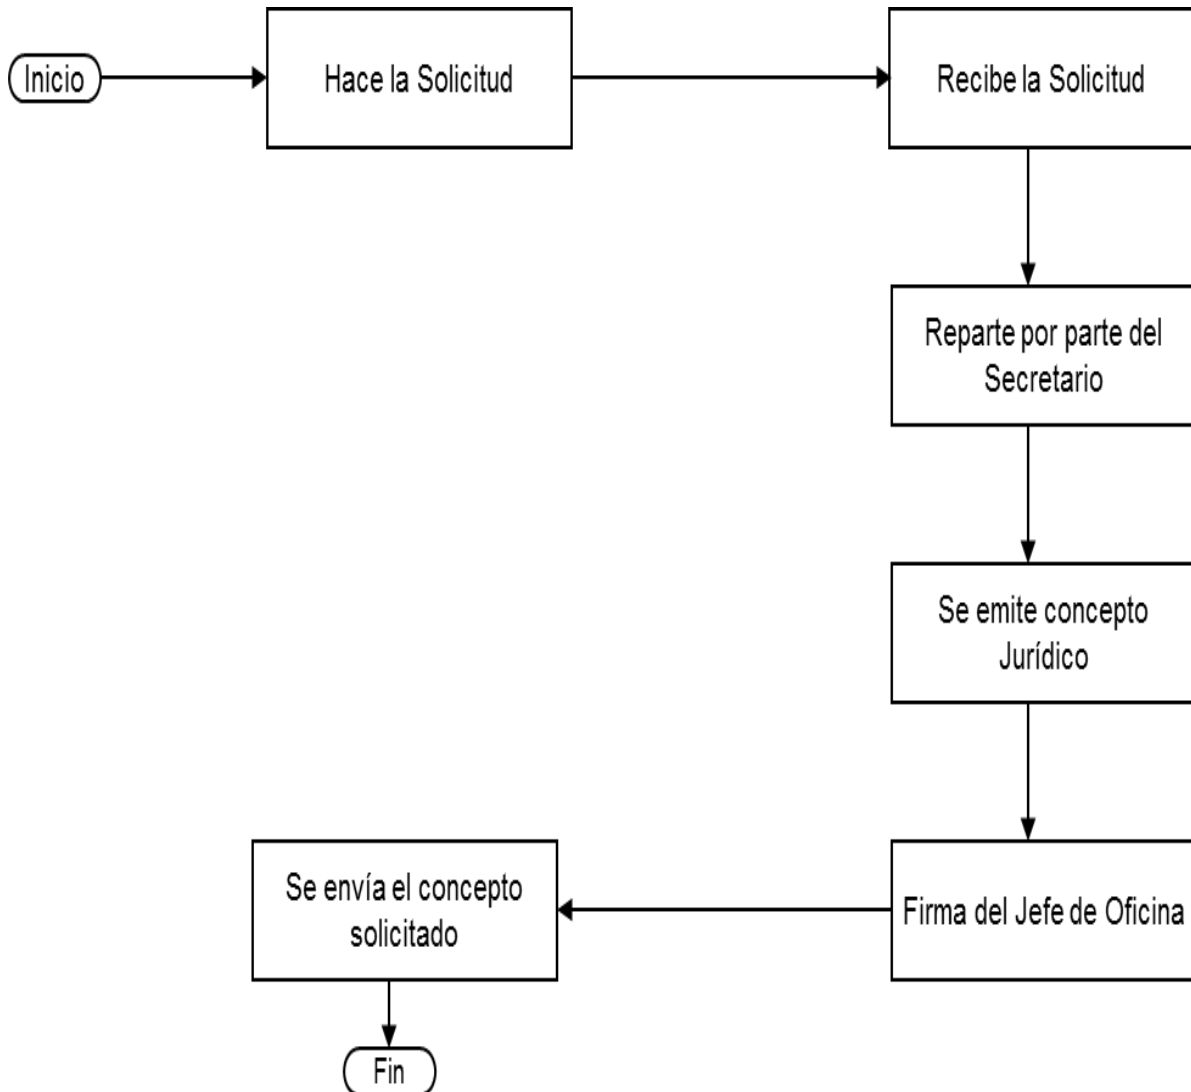 Inicio
Hace la Solicitud
Recibe la Solicitud
Reparte por parte del
Secretario
Se emite concepto
Jurídico
Firma del Jefe de Oficina
Se envía el concepto
solicitado
Fin